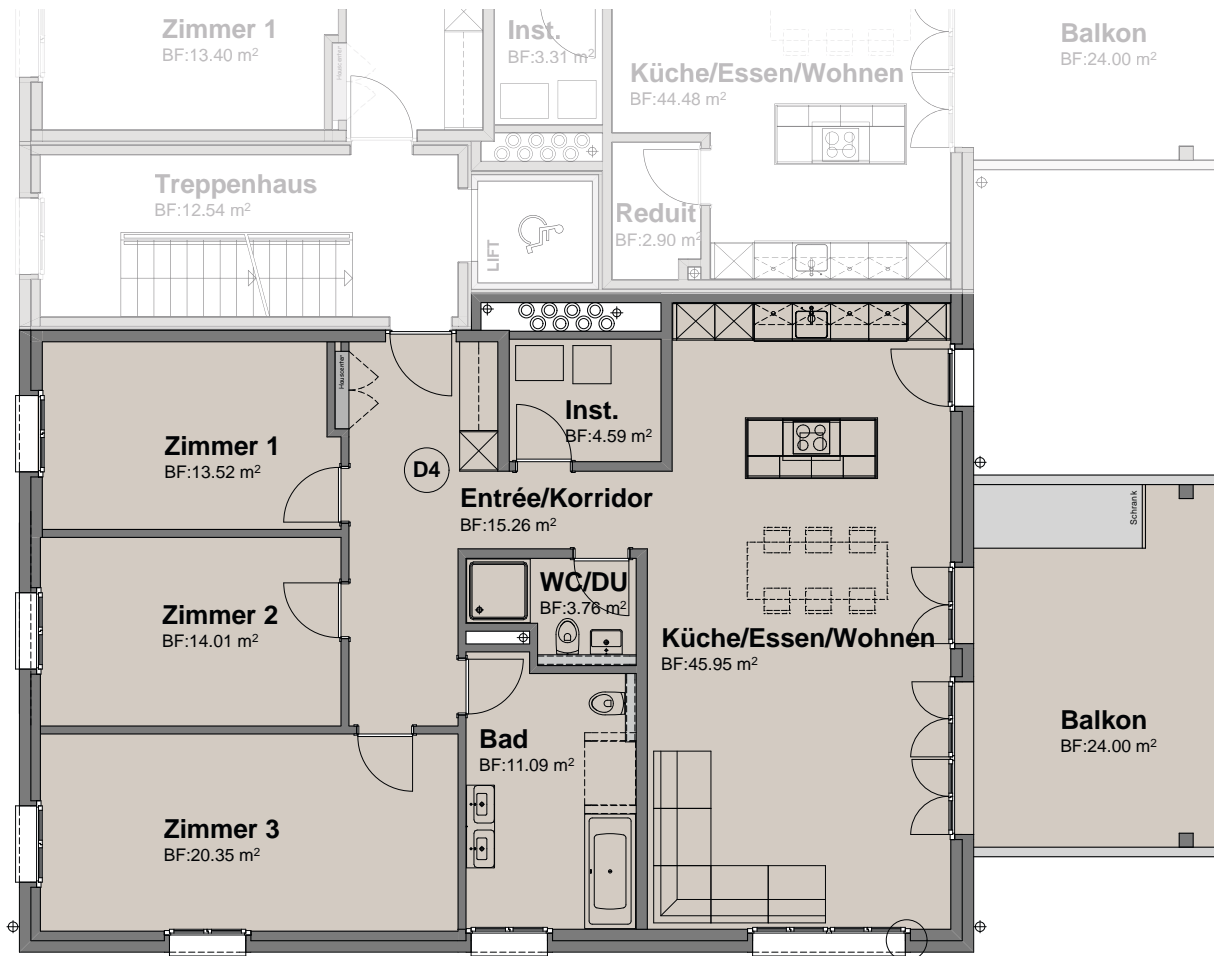 Zimmer 1
BF:13.40 m²
Hauscenter
Inst.
BF:3.31 m²
Küche/Essen/Wohnen
BF:44.48 m²
Balkon
BF:24.00 m²
Treppenhaus
BF:12.54 m²
LIFT
Reduit
BF:2.90 m²
Hauscenter
Zimmer 1
BF:13.52 m²
D4
Inst.
BF:4.59 m²
Entrée/Korridor
BF:15.26 m²
Schrank
Zimmer 2
BF:14.01 m²
WC/DU
BF:3.76 m²
Küche/Essen/Wohnen
BF:45.95 m²
Bad
BF:11.09 m²
Balkon
BF:24.00 m²
Zimmer 3
BF:20.35 m²